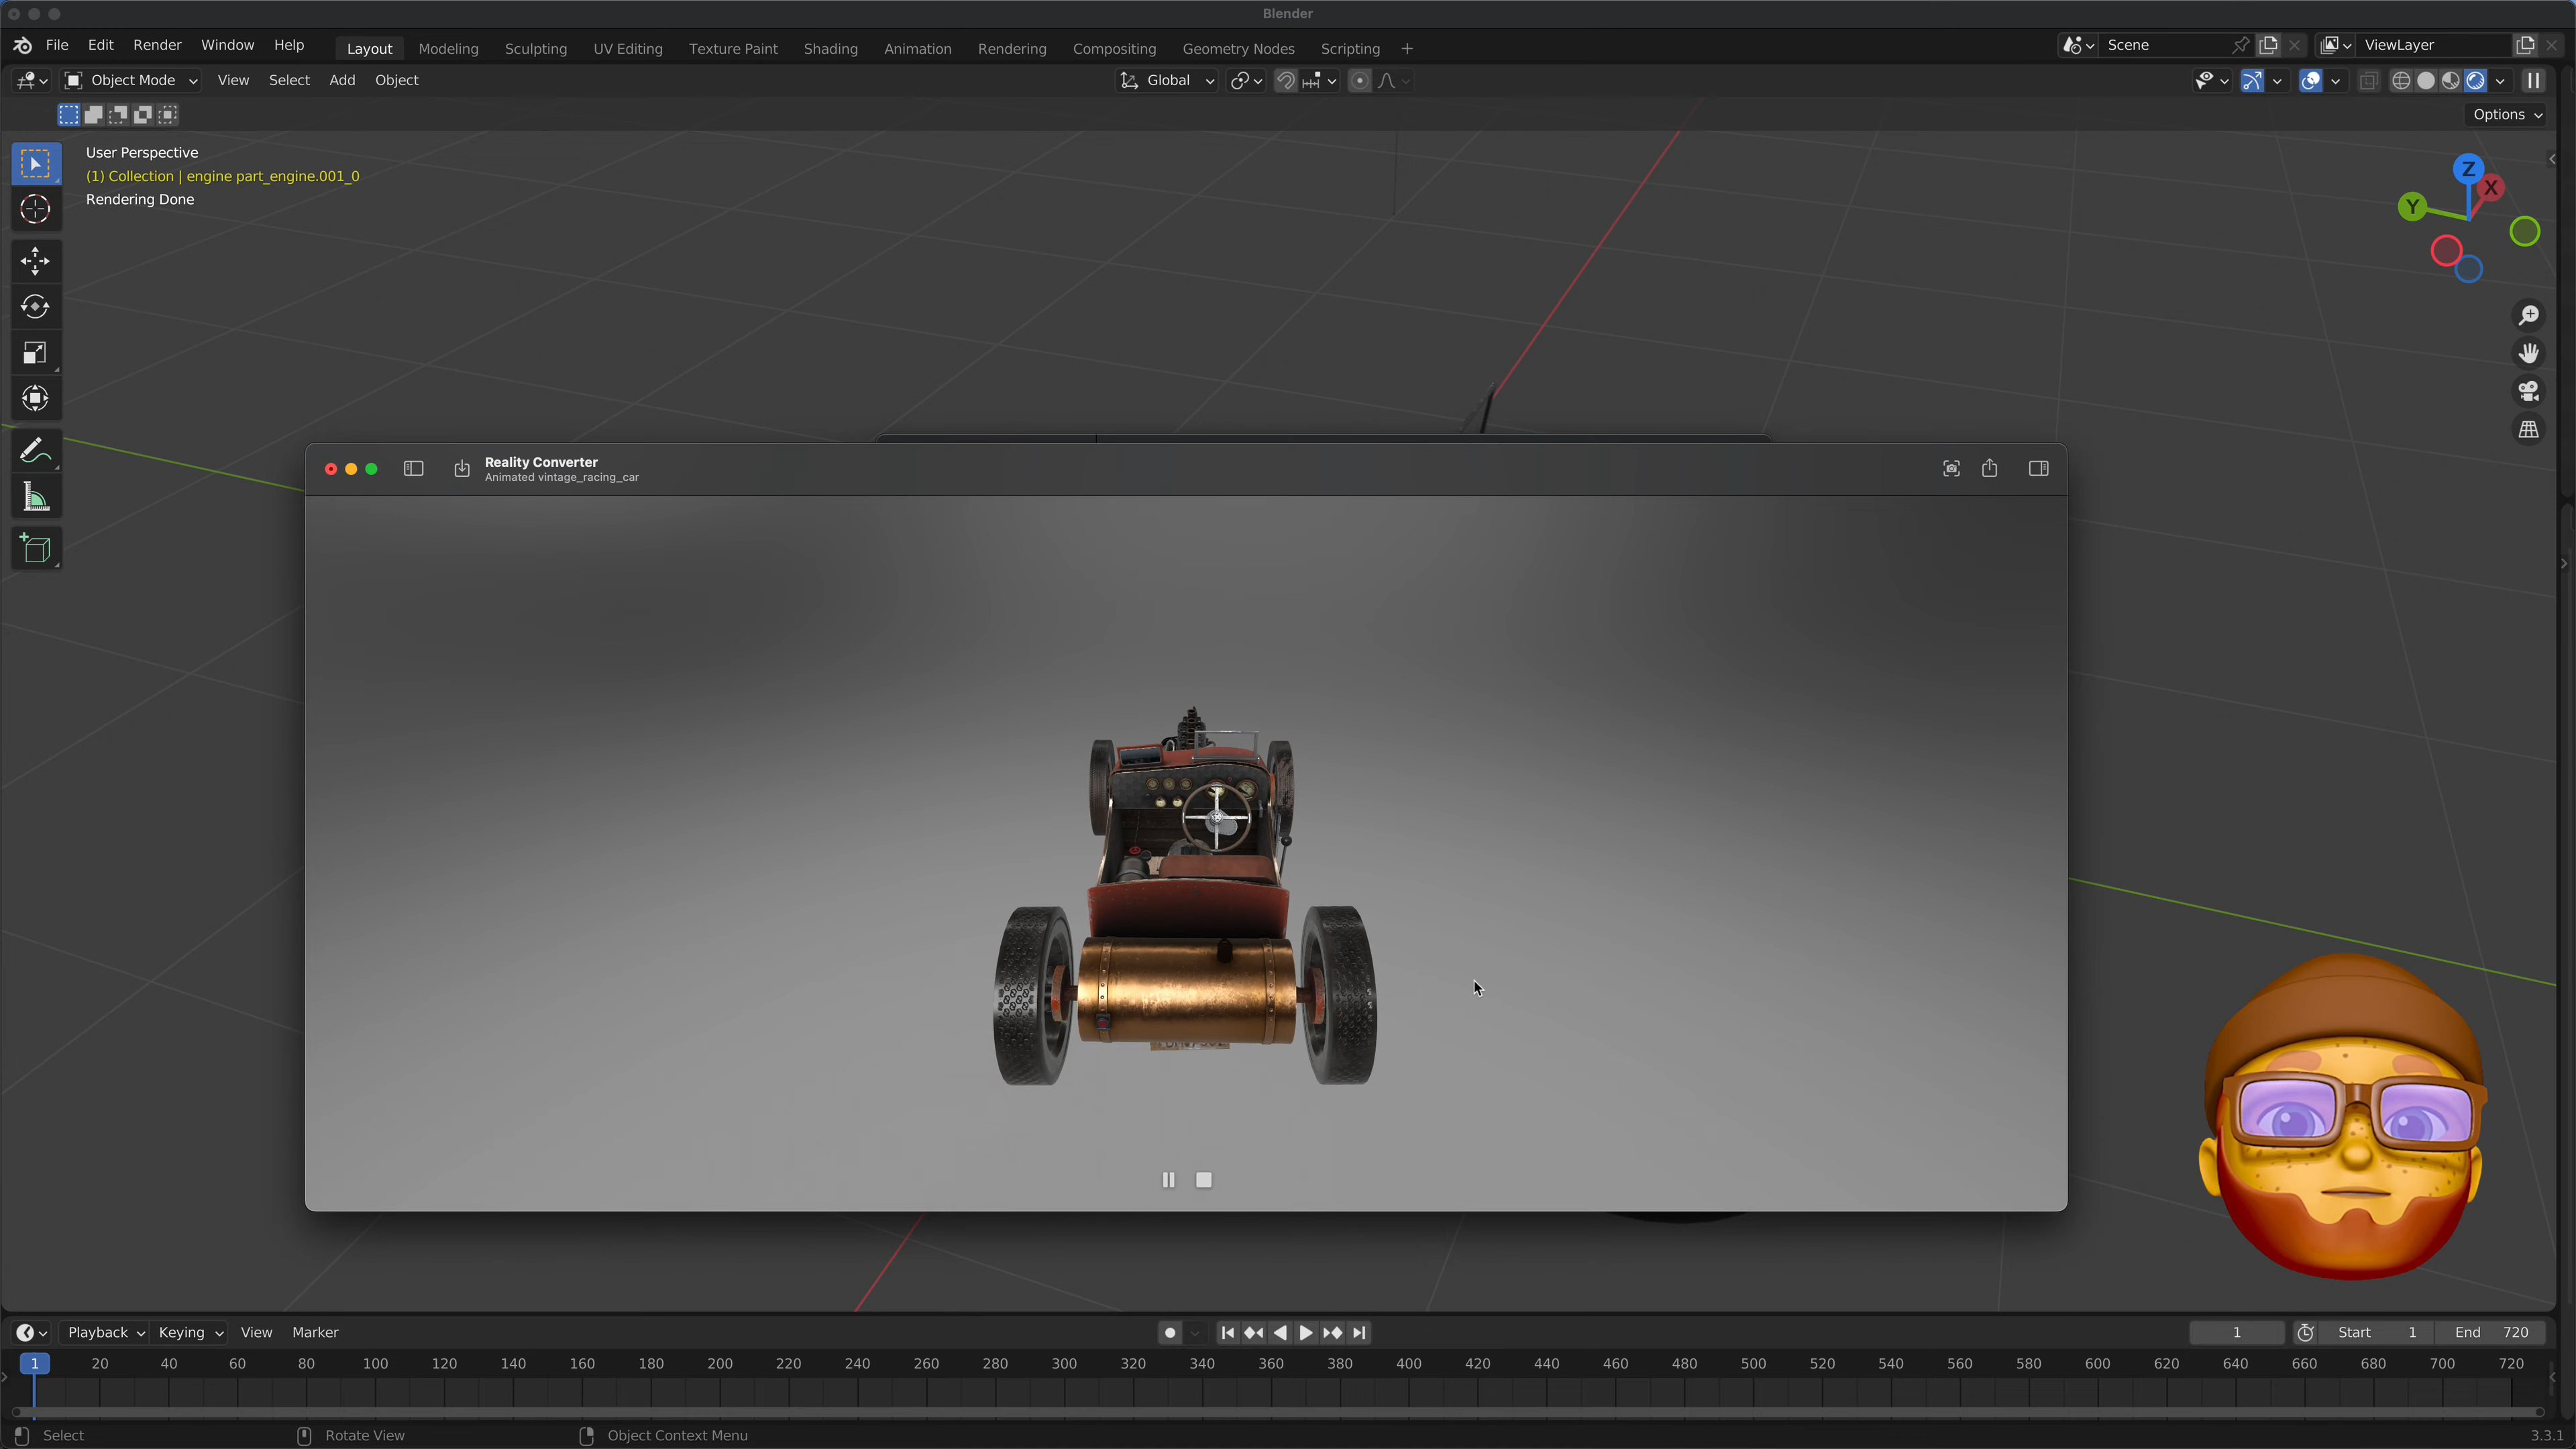 Blender
File Edit Render Window Help Layout Modeling Sculpting UV Editing Texture Paint Shading Animation Rendering Compositing Geometry Nodes Scripting + Scene ViewLayer
Object Mode View Select Add Object Global
Options
User Perspective
(1) Collection | engine part_engine.001_0
Rendering Done
Z
X
Y
Reality Converter
Animated vintage_racing_car
Playback Keying View Marker 1 Start 1 End 720
1 20 40 60 80 100 120 140 160 180 200 220 240 260 280 300 320 340 360 380 400 420 440 460 480 500 520 540 560 580 600 620 640 660 680 700 720
Select Rotate View Object Context Menu 3.3.1